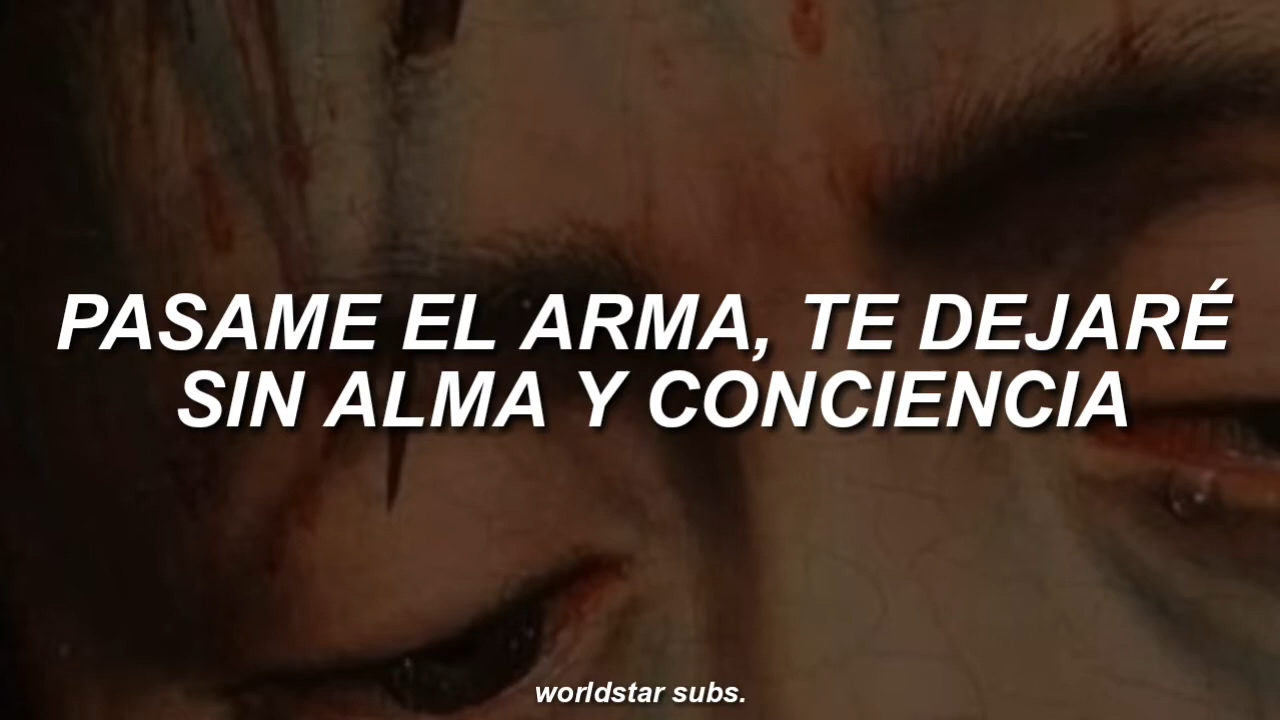 PASAME EL ARMA, TE DEJARÉ
SIN ALMA Y CONCIENCIA
worldstar subs.